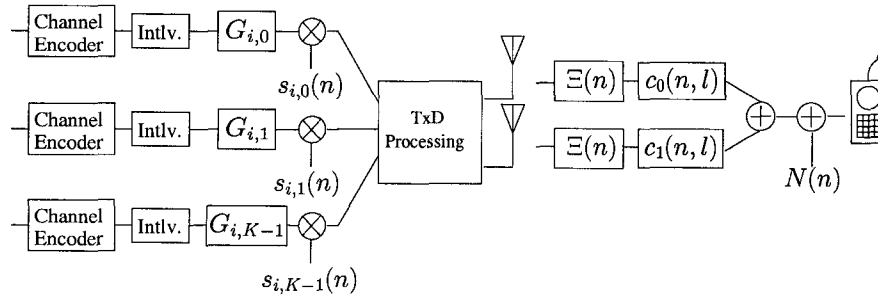 Channel Encoder
Intlv.
G_{i,0}
s_{i,0}(n)
Channel Encoder
Intlv.
G_{i,1}
s_{i,1}(n)
Channel Encoder
Intlv.
G_{i,K-1}
s_{i,K-1}(n)
TxD Processing
Ξ(n)
c_0(n, l)
Ξ(n)
c_1(n, l)
N(n)